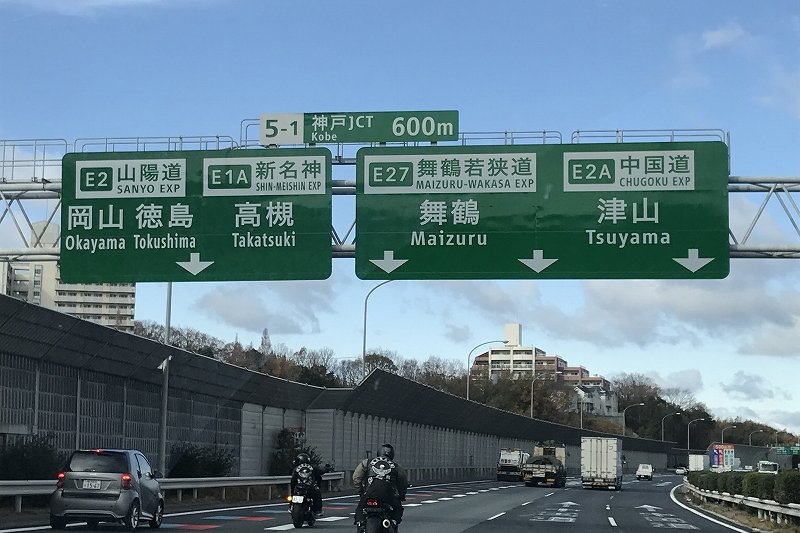 5-1 神戸JCT 600m
Kobe
E2 山陽道
SANYO EXP
E1A 新名神
SHIN-MEISHIN EXP
岡山 徳島 高槻
Okayama Tokushima Takatsuki
E27 舞鶴若狭道
MAIZURU-WAKASA EXP
E2A 中国道
CHUGOKU EXP
舞鶴 津山
Maizuru Tsuyama